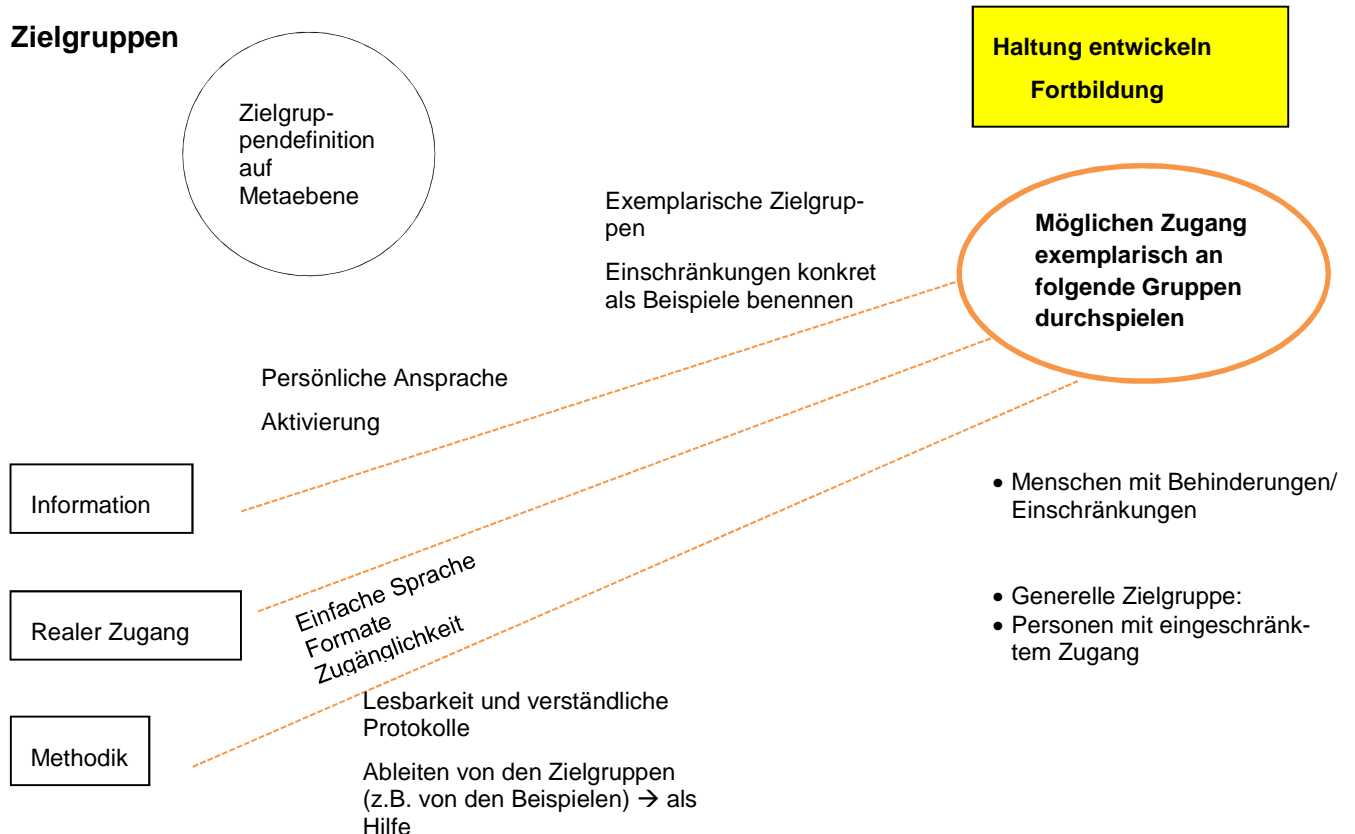 Zielgruppen
Zielgrup-
pendefinition
auf
Metaebene
Haltung entwickeln
Fortbildung
Exemplarische Zielgrup-
pen
Einschränkungen konkret
als Beispiele benennen
Möglichen Zugang
exemplarisch an
folgende Gruppen
durchspielen
Persönliche Ansprache
Aktivierung
Information
Realer Zugang
Methodik
Einfache Sprache
Formate
Zugänglichkeit
Lesbarkeit und verständliche
Protokolle
Ableiten von den Zielgruppen
(z.B. von den Beispielen) → als
Hilfe
• Menschen mit Behinderungen/
Einschränkungen
• Generelle Zielgruppe:
• Personen mit eingeschränk-
tem Zugang